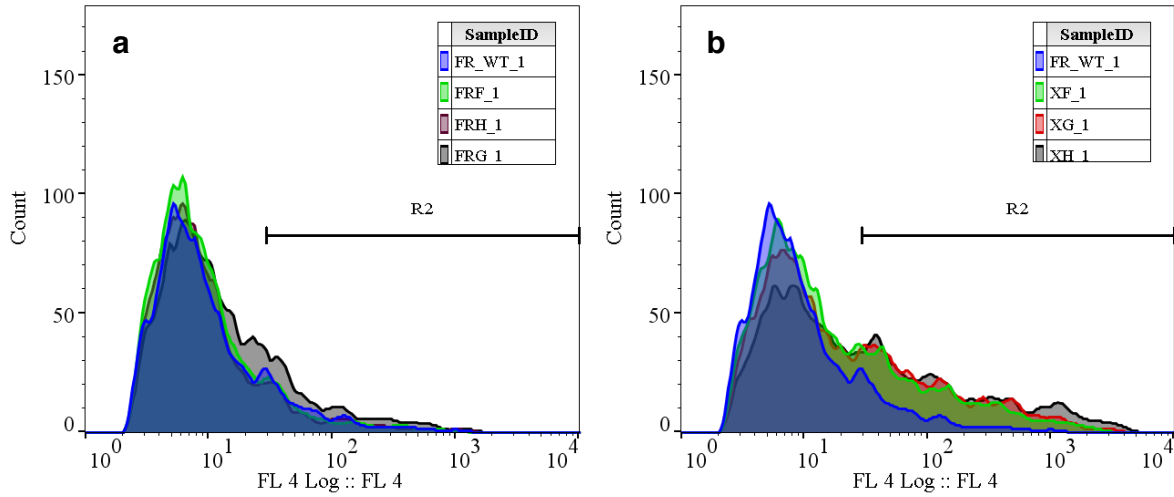 a
SampleID
FR_WT_1
FRF_1
FRH_1
FRG_1
R2
150
100
50
0
Count
10^0
10^1
10^2
10^3
10^4
FL 4 Log :: FL 4
b
SampleID
FR_WT_1
XF_1
XG_1
XH_1
R2
150
100
50
0
Count
10^0
10^1
10^2
10^3
10^4
FL 4 Log :: FL 4